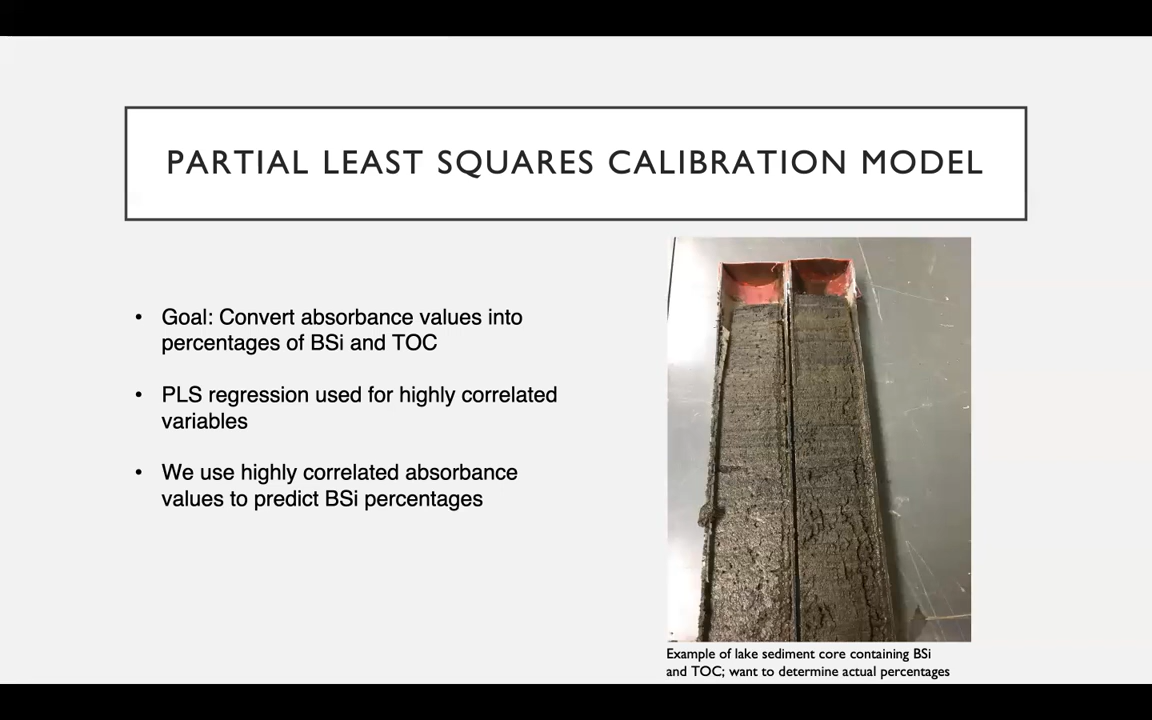 PARTIAL LEAST SQUARES CALIBRATION MODEL
• Goal: Convert absorbance values into
percentages of BSi and TOC
• PLS regression used for highly correlated
variables
• We use highly correlated absorbance
values to predict BSi percentages
Example of lake sediment core containing BSi
and TOC; want to determine actual percentages